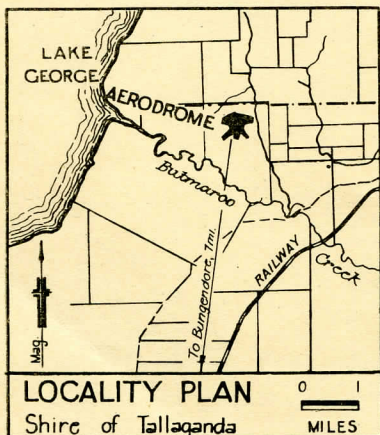 LAKE
GEORGE
AERODROME
Butmaroo
Creek
RAILWAY
To Bungendore, 7mi.
Mag.
LOCALITY PLAN
Shire of Tallaganda
0 1
MILES